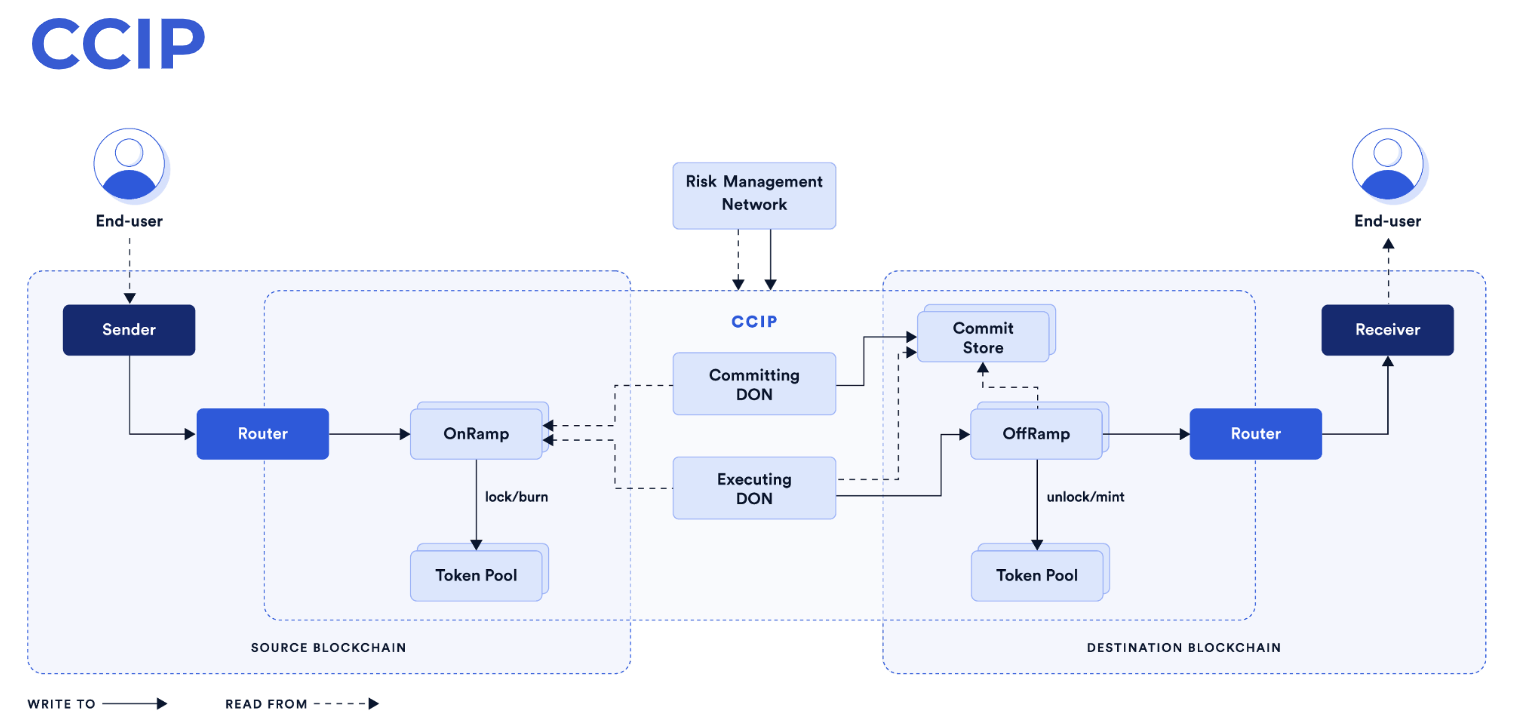 CCIP
End-user
Risk Management
Network
End-user
Sender
CCIP
Commit
Store
Receiver
Committing
DON
Router
OnRamp
OffRamp
Router
Executing
DON
lock/burn
unlock/mint
Token Pool
Token Pool
SOURCE BLOCKCHAIN
DESTINATION BLOCKCHAIN
WRITE TO
READ FROM